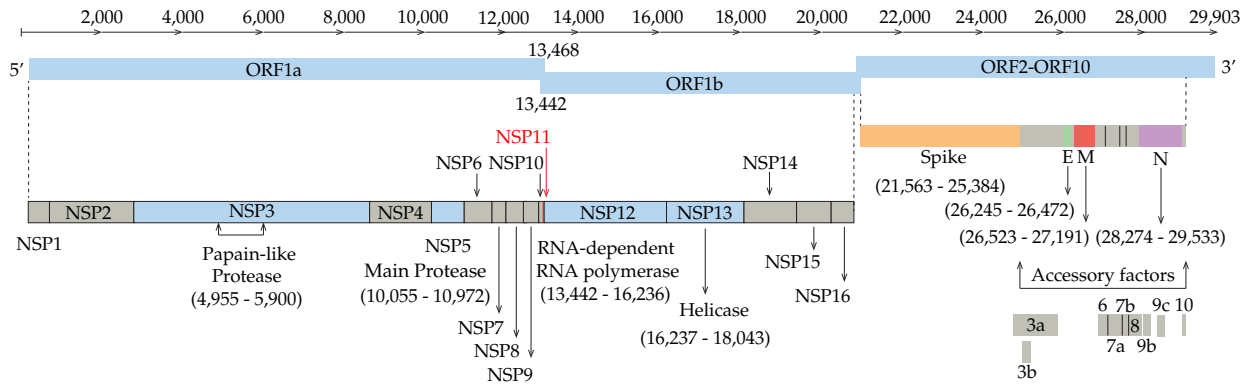 2,000 4,000 6,000 8,000 10,000 12,000 14,000 16,000 18,000 20,000 22,000 24,000 26,000 28,000 29,903
13,468
5’ ORF1a ORF2-ORF10 3’
ORF1b
13,442
NSP11
NSP6 NSP10 NSP14
Spike E M N
(21,563 - 25,384)
(26,245 - 26,472)
(26,523 - 27,191) (28,274 - 29,533)
NSP2 NSP3 NSP4 NSP12 NSP13
NSP1
Papain-like
Protease
(4,955 - 5,900)
NSP5
Main Protease
(10,055 - 10,972)
RNA-dependent
RNA polymerase
(13,442 - 16,236)
NSP15
NSP16
Helicase
(16,237 - 18,043)
NSP7
NSP8
NSP9
Accessory factors
6 7b 9c 10
3a 8
7a 9b
3b